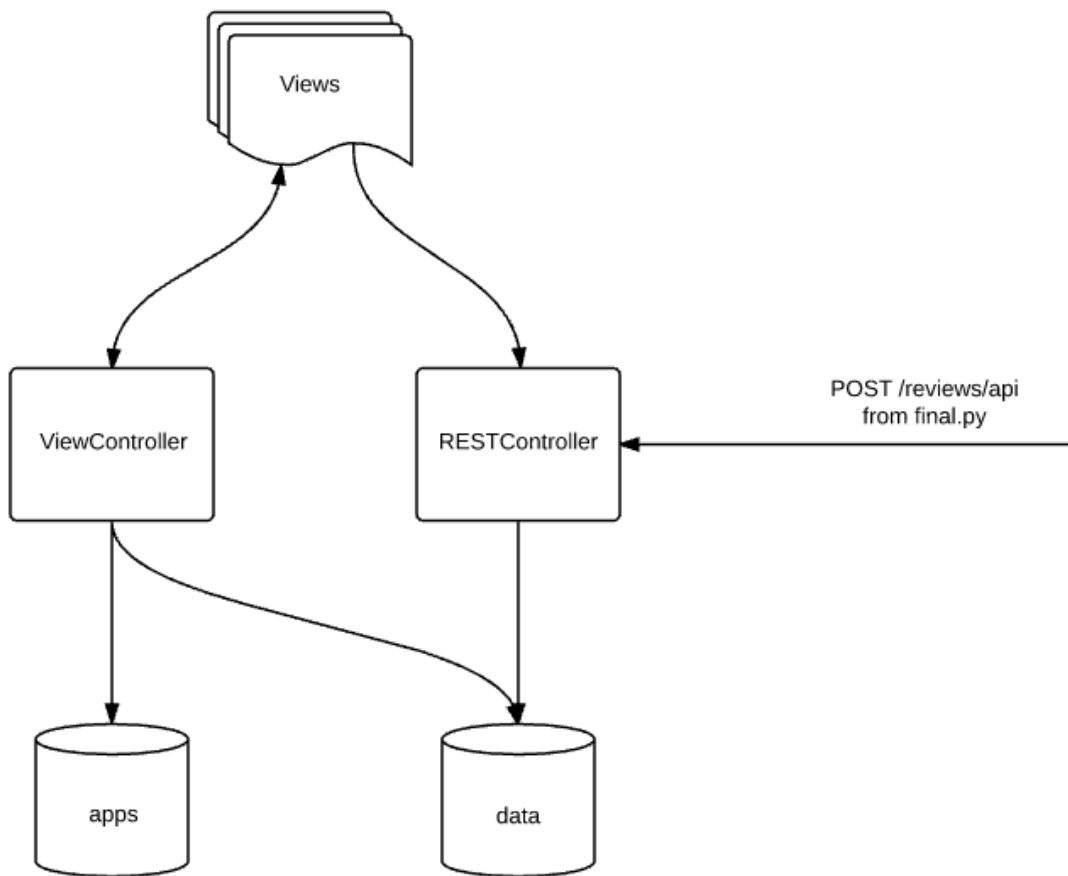 Views
ViewController
RESTController
POST /reviews/api
from final.py
apps
data